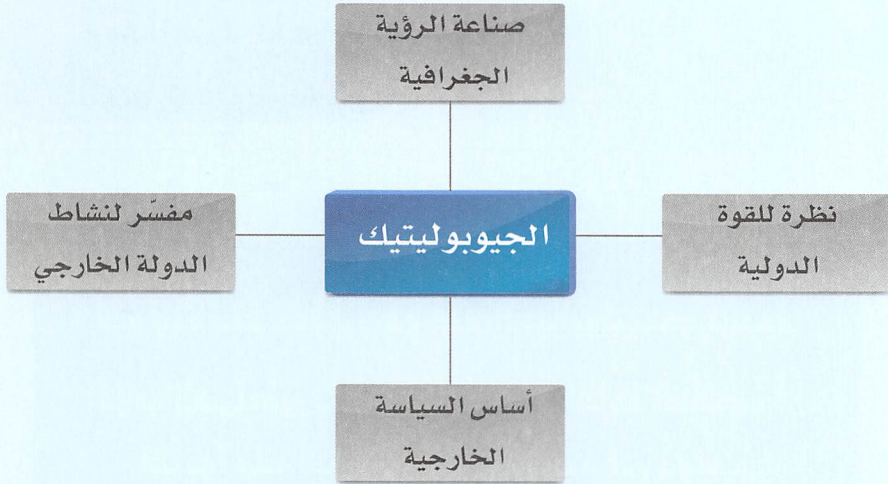 صناعة الرؤية
الجغرافية
نظرة للقوة
الدولية
الجيوبوليتيك
مفسّر لنشاط
الدولة الخارجي
أساس السياسة
الخارجية